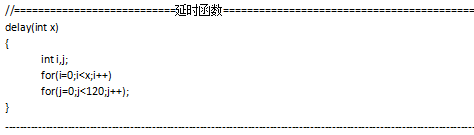 //===========================延时函数===========================================
delay(int x)
{
int i,j;
for(i=0;i<x;i++)
for(j=0;j<120;j++);
}
--------------------------------------------------------------------------------